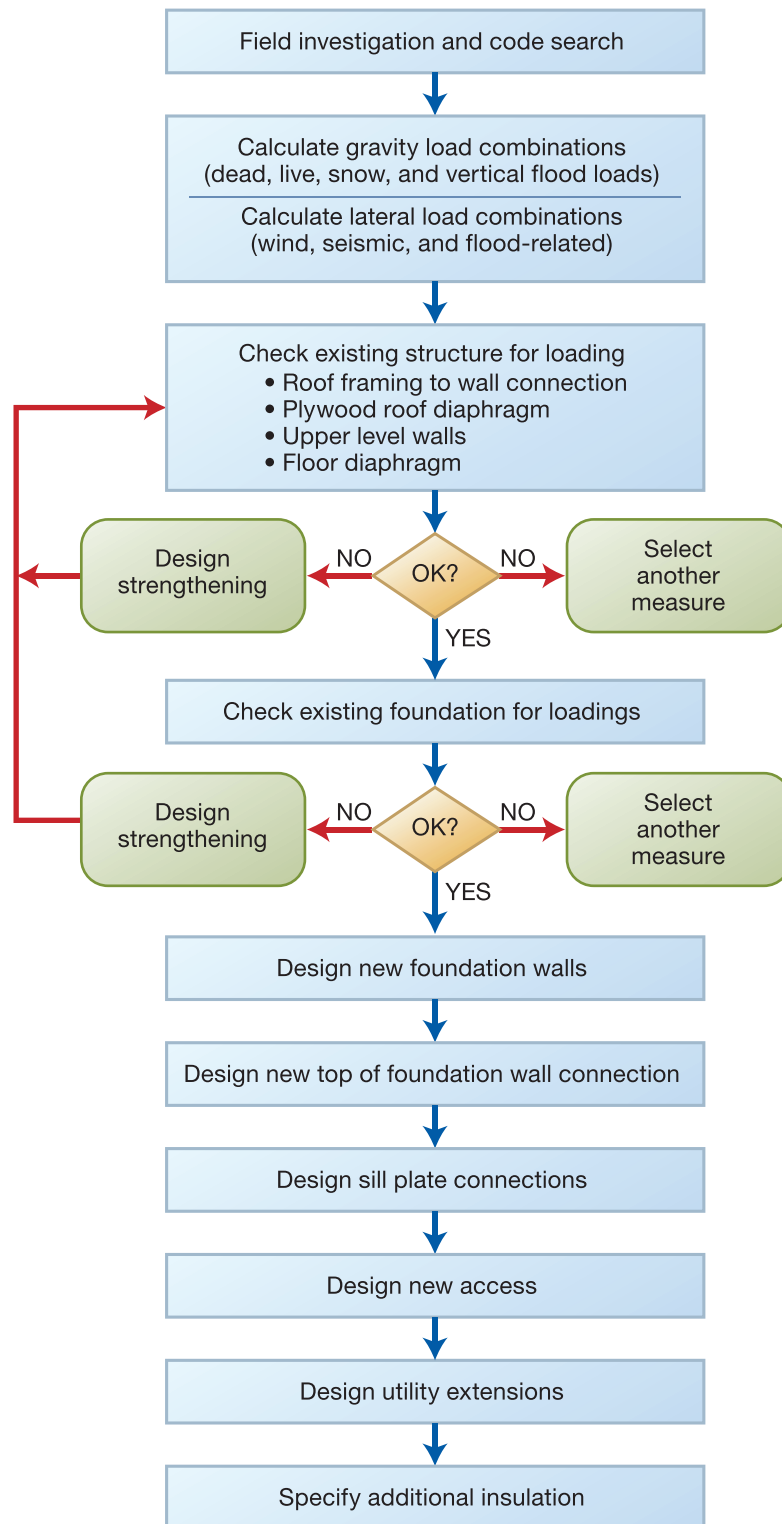 Field investigation and code search
Calculate gravity load combinations
(dead, live, snow, and vertical flood loads)
Calculate lateral load combinations
(wind, seismic, and flood-related)
Check existing structure for loading
• Roof framing to wall connection
• Plywood roof diaphragm
• Upper level walls
• Floor diaphragm
Design
strengthening
NO
OK?
NO
Select
another
measure
YES
Check existing foundation for loadings
Design
strengthening
NO
OK?
NO
Select
another
measure
YES
Design new foundation walls
Design new top of foundation wall connection
Design sill plate connections
Design new access
Design utility extensions
Specify additional insulation